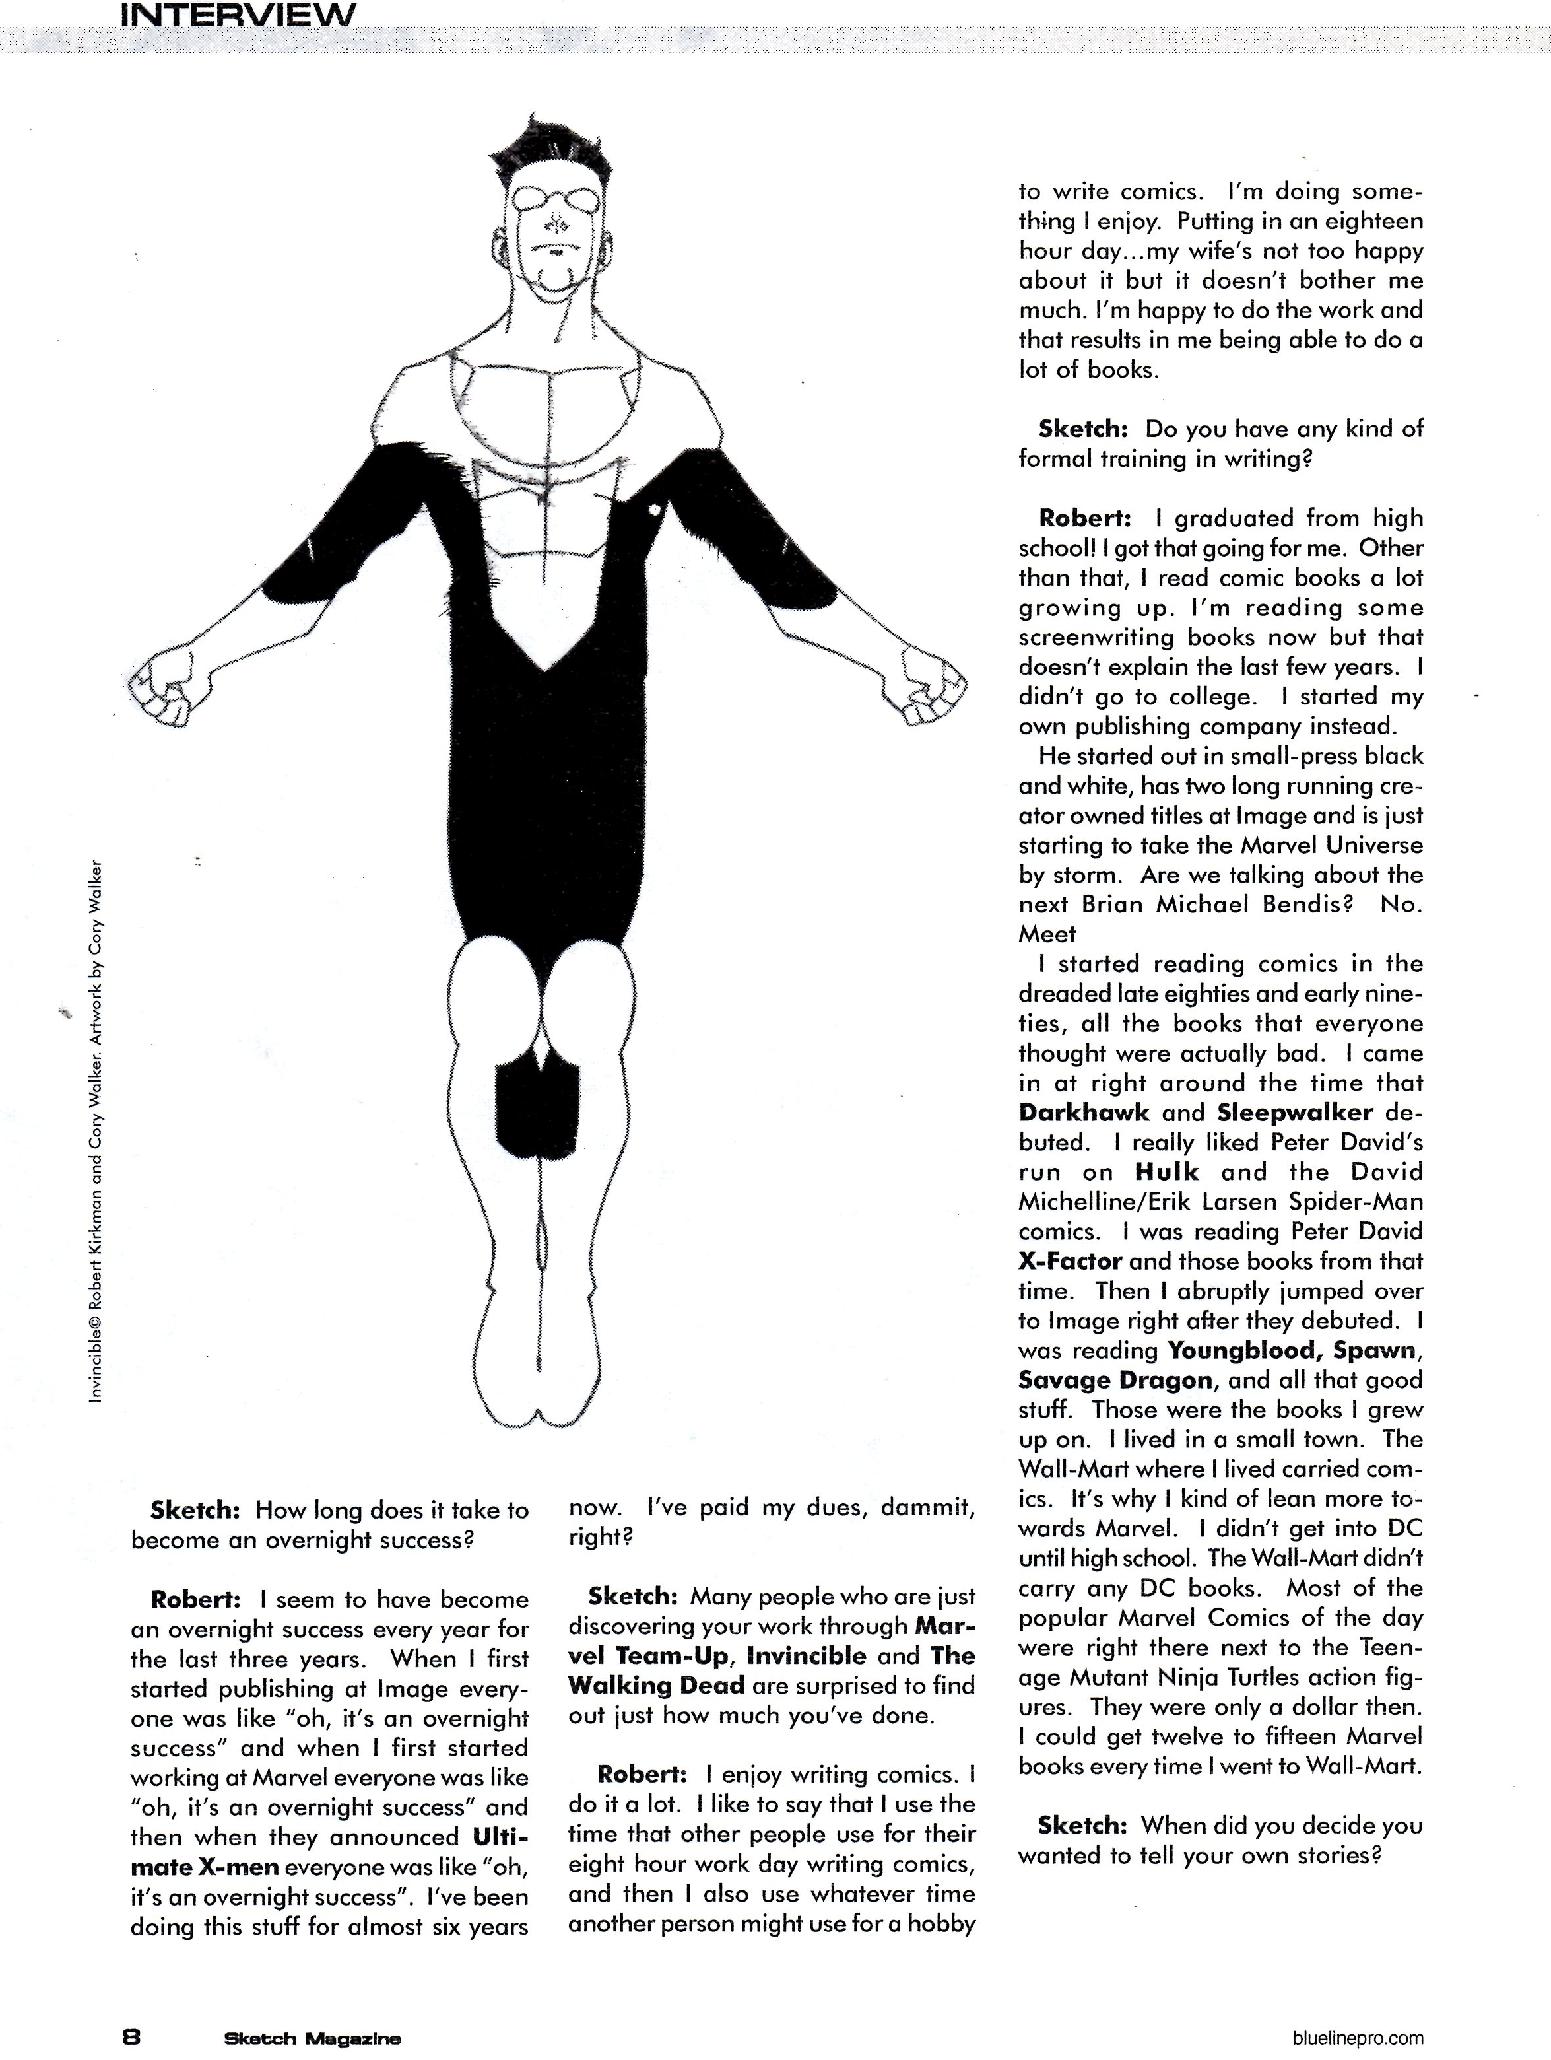 INTERVIEW
Invincible© Robert Kirkman and Cory Walker. Artwork by Cory Walker
Sketch: How long does it take to
become an overnight success?
Robert: I seem to have become
an overnight success every year for
the last three years. When I first
started publishing at Image every-
one was like "oh, it's an overnight
success" and when I first started
working at Marvel everyone was like
"oh, it's an overnight success" and
then when they announced Ulti-
mate X-men everyone was like "oh,
it's an overnight success". I've been
doing this stuff for almost six years
now. I've paid my dues, dammit,
right?
Sketch: Many people who are just
discovering your work through Mar-
vel Team-Up, Invincible and The
Walking Dead are surprised to find
out just how much you've done.
Robert: I enjoy writing comics. I
do it a lot. I like to say that I use the
time that other people use for their
eight hour work day writing comics,
and then I also use whatever time
another person might use for a hobby
to write comics. I'm doing some-
thing I enjoy. Putting in an eighteen
hour day...my wife's not too happy
about it but it doesn't bother me
much. I'm happy to do the work and
that results in me being able to do a
lot of books.
Sketch: Do you have any kind of
formal training in writing?
Robert: I graduated from high
school! I got that going for me. Other
than that, I read comic books a lot
growing up. I'm reading some
screenwriting books now but that
doesn't explain the last few years. I
didn't go to college. I started my
own publishing company instead.
He started out in small-press black
and white, has two long running cre-
ator owned titles at Image and is just
starting to take the Marvel Universe
by storm. Are we talking about the
next Brian Michael Bendis? No.
Meet
I started reading comics in the
dreaded late eighties and early nine-
ties, all the books that everyone
thought were actually bad. I came
in at right around the time that
Darkhawk and Sleepwalker de-
buted. I really liked Peter David's
run on Hulk and the David
Michelline/Erik Larsen Spider-Man
comics. I was reading Peter David
X-Factor and those books from that
time. Then I abruptly jumped over
to Image right after they debuted. I
was reading Youngblood, Spawn,
Savage Dragon, and all that good
stuff. Those were the books I grew
up on. I lived in a small town. The
Wall-Mart where I lived carried com-
ics. It's why I kind of lean more to-
wards Marvel. I didn't get into DC
until high school. The Wall-Mart didn't
carry any DC books. Most of the
popular Marvel Comics of the day
were right there next to the Teen-
age Mutant Ninja Turtles action fig-
ures. They were only a dollar then.
I could get twelve to fifteen Marvel
books every time I went to Wall-Mart.
Sketch: When did you decide you
wanted to tell your own stories?
8 Sketch Magazine bluelinepro.com